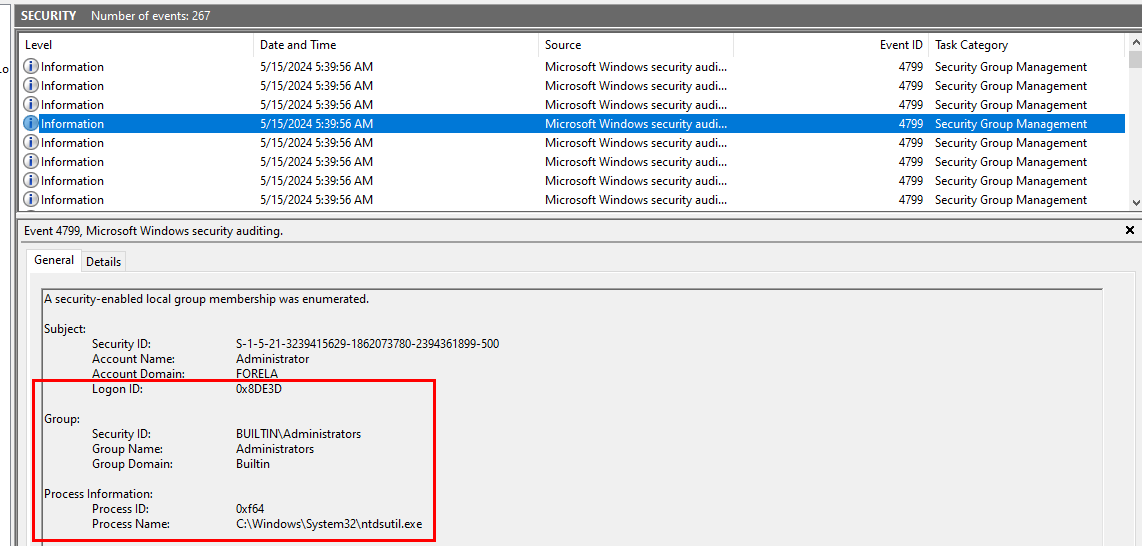 SECURITY Number of events: 267
Level Date and Time Source Event ID Task Category
Information 5/15/2024 5:39:56 AM Microsoft Windows security audi... 4799 Security Group Management
Information 5/15/2024 5:39:56 AM Microsoft Windows security audi... 4799 Security Group Management
Information 5/15/2024 5:39:56 AM Microsoft Windows security audi... 4799 Security Group Management
Information 5/15/2024 5:39:56 AM Microsoft Windows security audi... 4799 Security Group Management
Information 5/15/2024 5:39:56 AM Microsoft Windows security audi... 4799 Security Group Management
Information 5/15/2024 5:39:56 AM Microsoft Windows security audi... 4799 Security Group Management
Information 5/15/2024 5:39:56 AM Microsoft Windows security audi... 4799 Security Group Management
Information 5/15/2024 5:39:56 AM Microsoft Windows security audi... 4799 Security Group Management
Event 4799, Microsoft Windows security auditing.
General Details
A security-enabled local group membership was enumerated.
Subject:
Security ID: S-1-5-21-3239415629-1862073780-2394361899-500
Account Name: Administrator
Account Domain: FORELA
Logon ID: 0x8DE3D
Group:
Security ID: BUILTIN\Administrators
Group Name: Administrators
Group Domain: Builtin
Process Information:
Process ID: 0xf64
Process Name: C:\Windows\System32\ntdsutil.exe